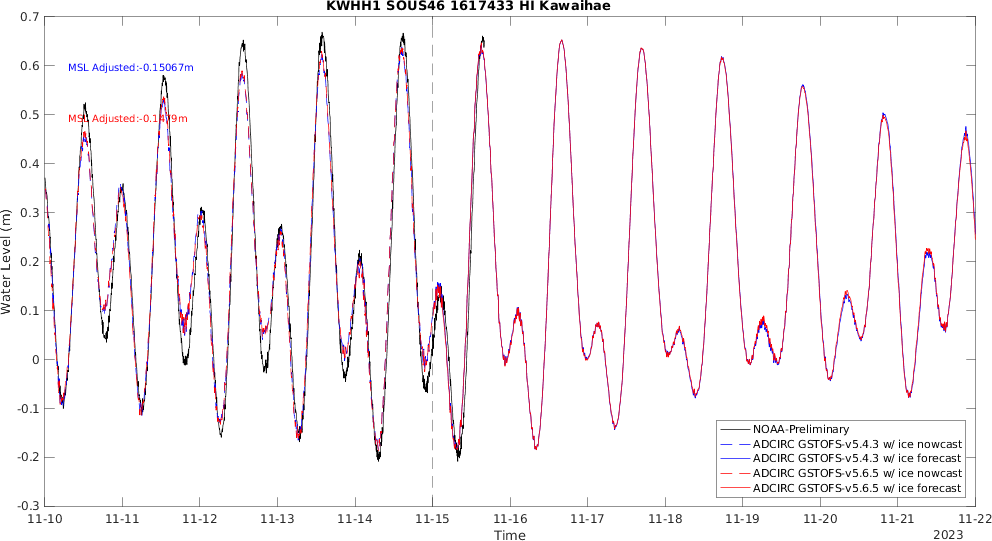 KWHH1 SOUS46 1617433 HI Kawaihae
Water Level (m)
0.7
0.6
0.5
0.4
0.3
0.2
0.1
0
-0.1
-0.2
-0.3
MSL Adjusted:-0.15067m
MSL Adjusted:-0.1479m
NOAA-Preliminary
ADCIRC GSTOFS-v5.4.3 w/ ice nowcast
ADCIRC GSTOFS-v5.4.3 w/ ice forecast
ADCIRC GSTOFS-v5.6.5 w/ ice nowcast
ADCIRC GSTOFS-v5.6.5 w/ ice forecast
11-10 11-11 11-12 11-13 11-14 11-15 11-16 11-17 11-18 11-19 11-20 11-21 11-22
Time
2023